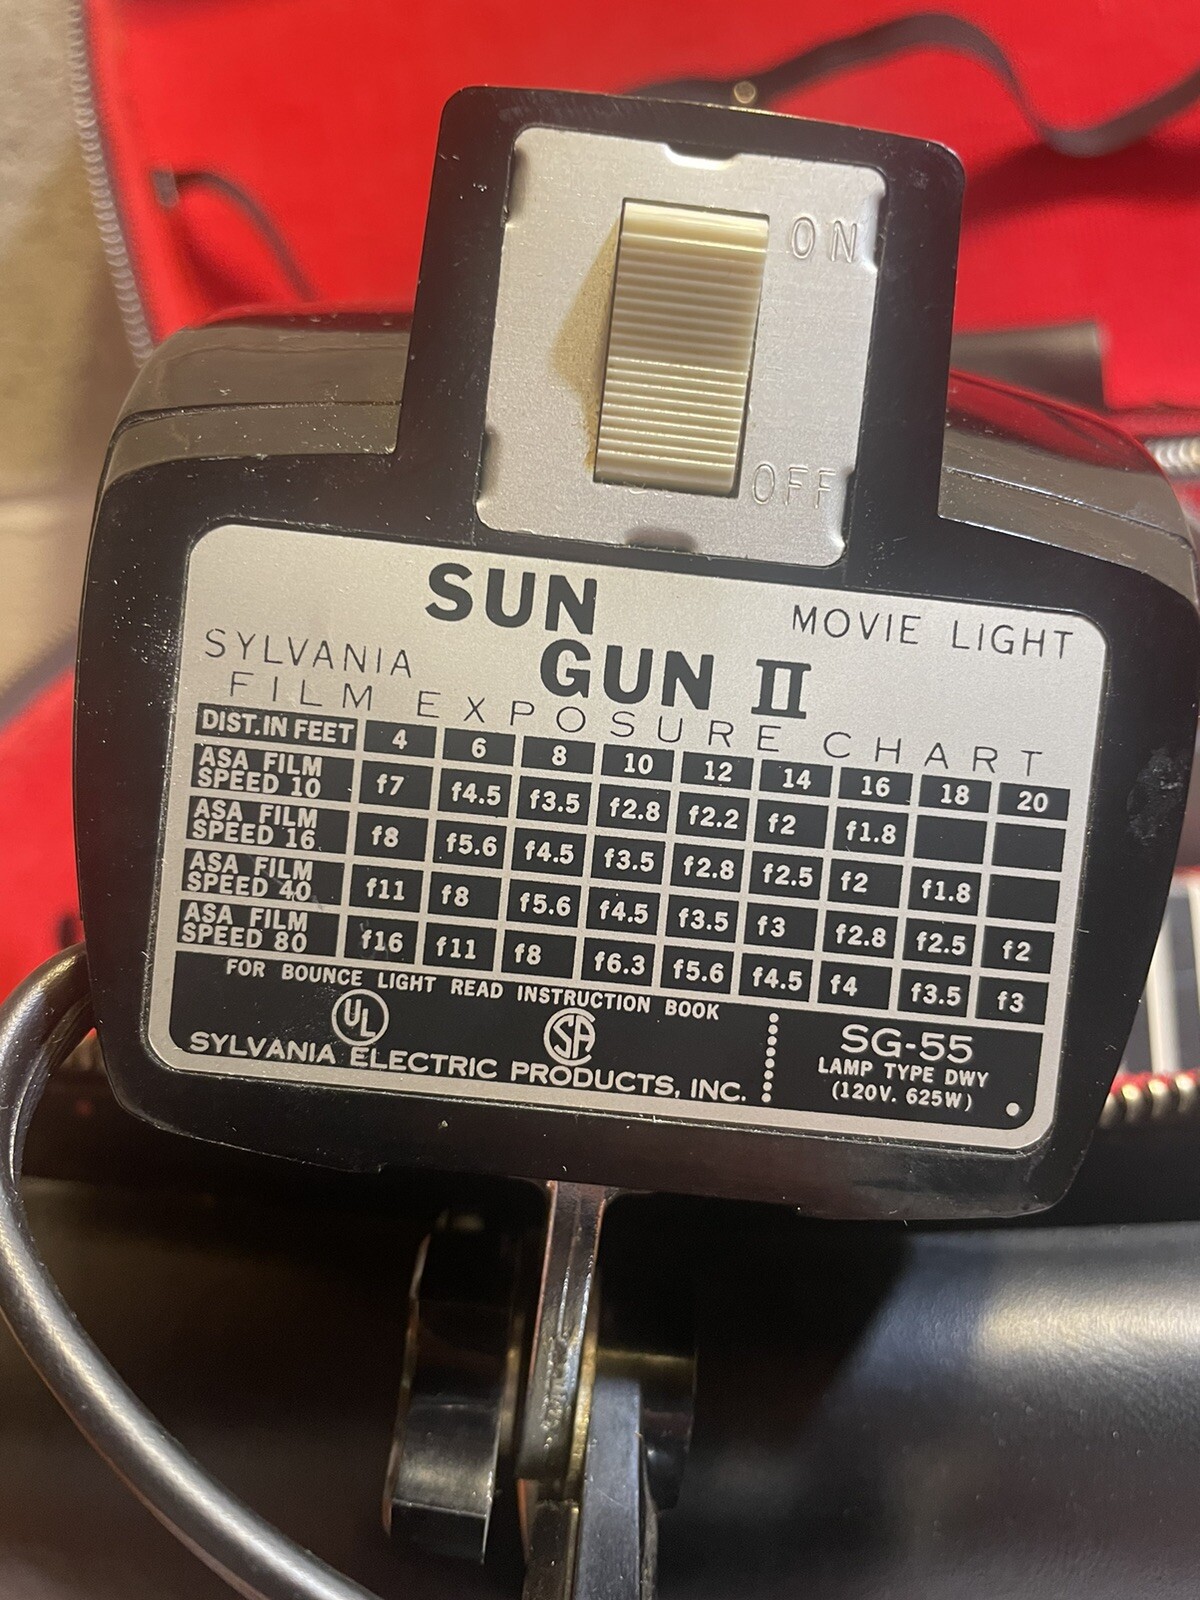 ON
OFF
SUN
MOVIE LIGHT
SYLVANIA
GUN II
FILM EXPOSURE CHART
DIST. IN FEET 4 6 8 10 12 14 16 18 20
ASA FILM
SPEED 10 f7 f4.5 f3.5 f2.8 f2.2 f2 f1.8
ASA FILM
SPEED 16 f8 f5.6 f4.5 f3.5 f2.8 f2.5 f2 f1.8
ASA FILM
SPEED 40 f11 f8 f5.6 f4.5 f3.5 f3 f2.8 f2.5 f2
ASA FILM
SPEED 80 f16 f11 f8 f6.3 f5.6 f4.5 f4 f3.5 f3
FOR BOUNCE LIGHT READ INSTRUCTION BOOK
UL
SA
SYLVANIA ELECTRIC PRODUCTS, INC.
SG-55
LAMP TYPE DWY
(120V. 625W)